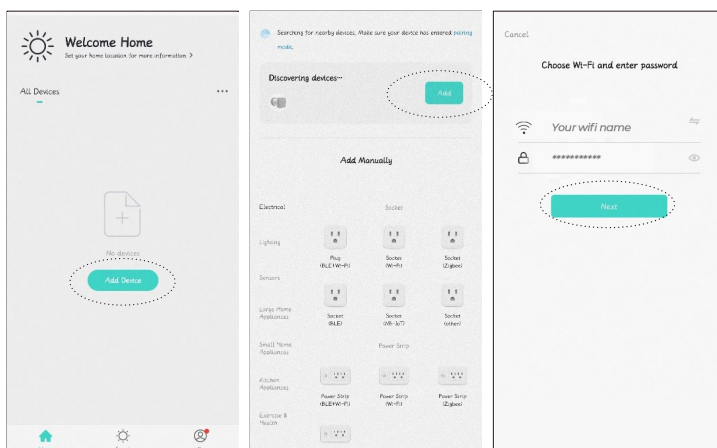 Welcome Home
Set your home location for more information >
All Devices
...
No devices
Add Device
Searching for nearby devices. Make sure your device has entered pairing
mode.
Discovering devices...
Add
Add Manually
Electrical
Socket
Lighting
Plug
(BLE+Wi-Fi)
Socket
(Wi-Fi)
Socket
(Zigbee)
Sensors
Large Home
Appliances
Socket
(BLE)
Socket
(NB-IoT)
Socket
(other)
Small Home
Appliances
Power Strip
Kitchen
Appliances
Power Strip
(BLE+Wi-Fi)
Power Strip
(Wi-Fi)
Power Strip
(Zigbee)
Exercise &
Health
Cancel
Choose Wi-Fi and enter password
Your wifi name
***********
Next